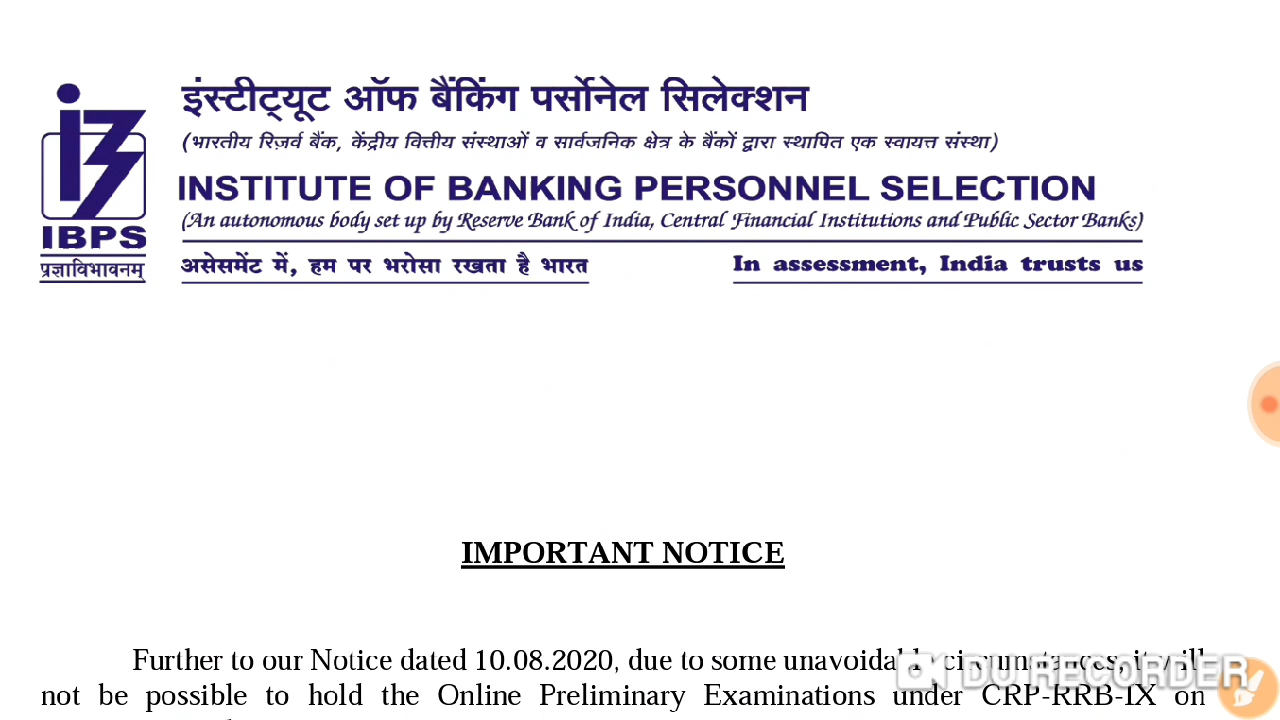 इंस्टीट्यूट ऑफ बैंकिंग पर्सोनेल सिलेक्शन
(भारतीय रिज़र्व बैंक, केंद्रीय वित्तीय संस्थाओं व सार्वजनिक क्षेत्र के बैंकों द्वारा स्थापित एक स्वायत्त संस्था)
INSTITUTE OF BANKING PERSONNEL SELECTION
(An autonomous body set up by Reserve Bank of India, Central Financial Institutions and Public Sector Banks)
IBPS
प्रज्ञाविभावनम्
असेसमेंट में, हम पर भरोसा रखता है भारत
In assessment, India trusts us
IMPORTANT NOTICE
Further to our Notice dated 10.08.2020, due to some unavoidable circumstances, it will
DU RECORDER
not be possible to hold the Online Preliminary Examinations under CRP-RRB-IX on